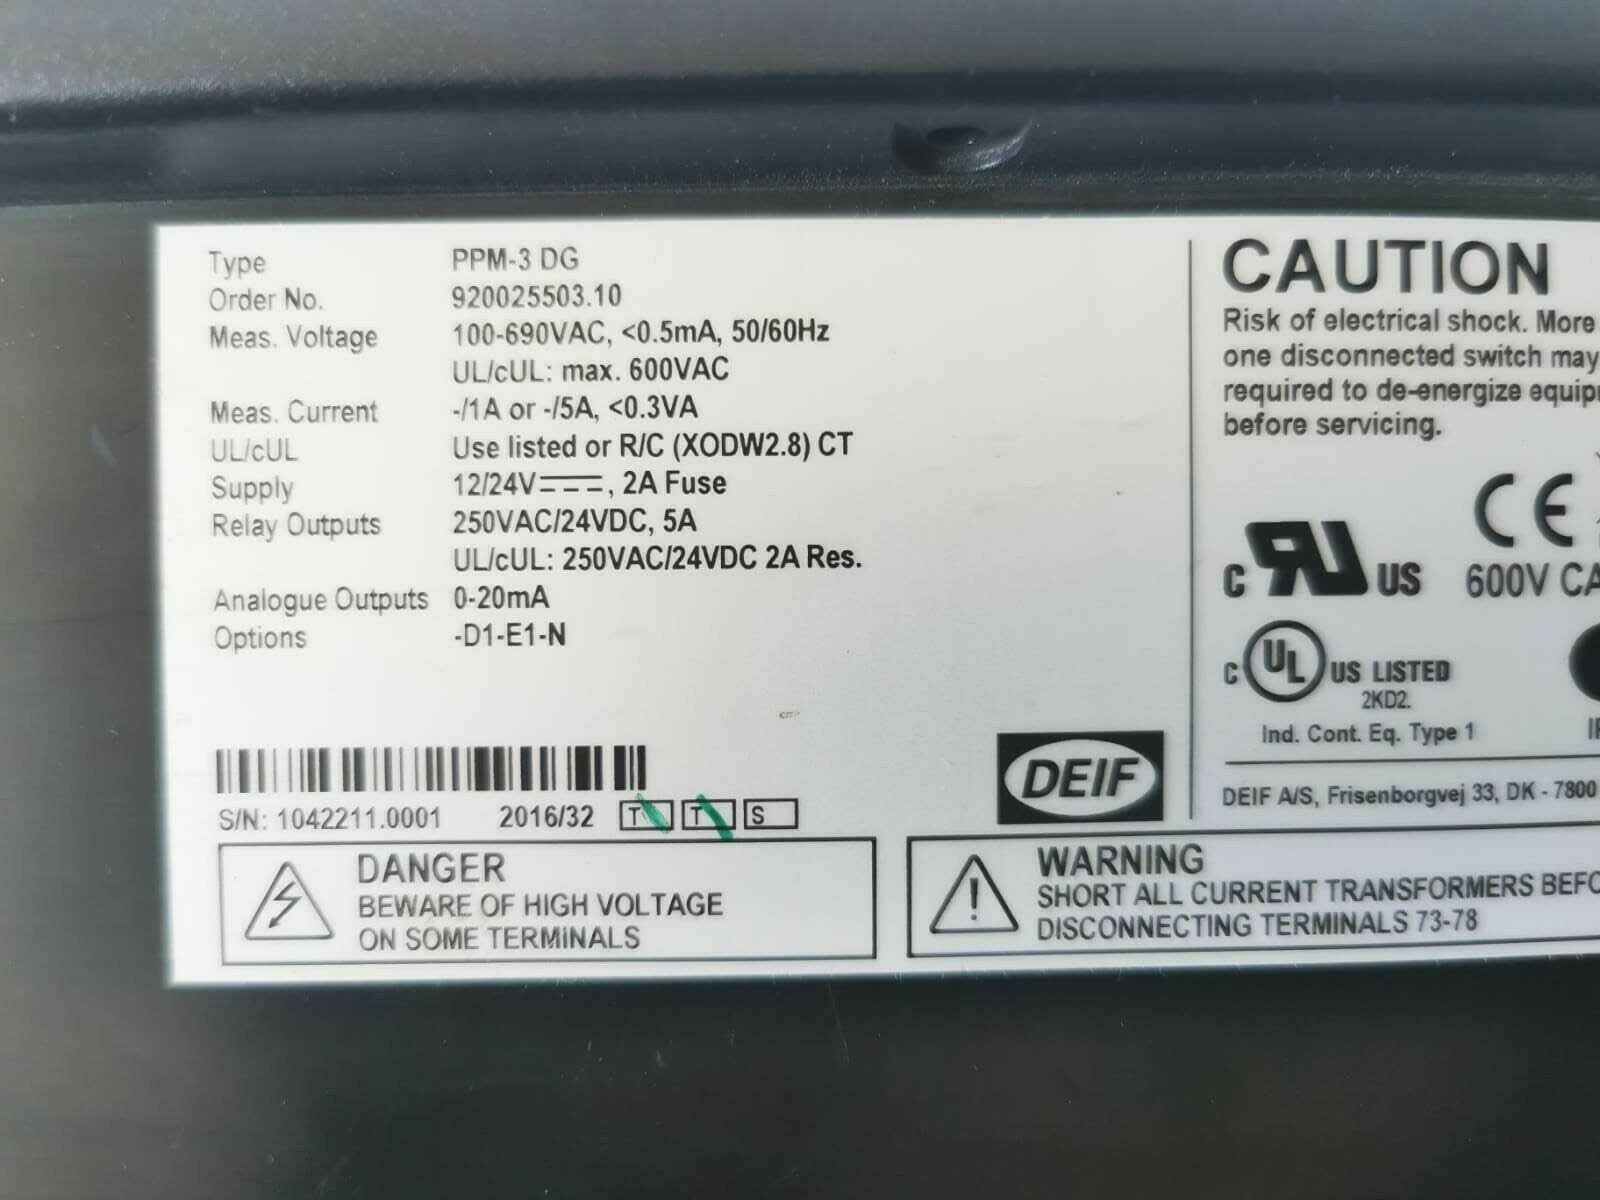 Type PPM-3 DG
Order No. 920025503.10
Meas. Voltage 100-690VAC, <0.5mA, 50/60Hz
UL/cUL: max. 600VAC
Meas. Current -/1A or -/5A, <0.3VA
UL/cUL Use listed or R/C (XODW2.8) CT
Supply 12/24V⎓, 2A Fuse
Relay Outputs 250VAC/24VDC, 5A
UL/cUL: 250VAC/24VDC 2A Res.
Analogue Outputs 0-20mA
Options -D1-E1-N
S/N: 1042211.0001 2016/32 T T S
DEIF
DANGER
BEWARE OF HIGH VOLTAGE
ON SOME TERMINALS
CAUTION
Risk of electrical shock. More
one disconnected switch may
required to de-energize
before servicing.
CE
C RU US 600V
C UL US LISTED
2KD2.
Ind. Cont. Eq. Type 1
DEIF A/S, Frisenborgvej 33, DK - 7800
WARNING
SHORT ALL CURRENT TRANSFORMERS
DISCONNECTING TERMINALS 73-78